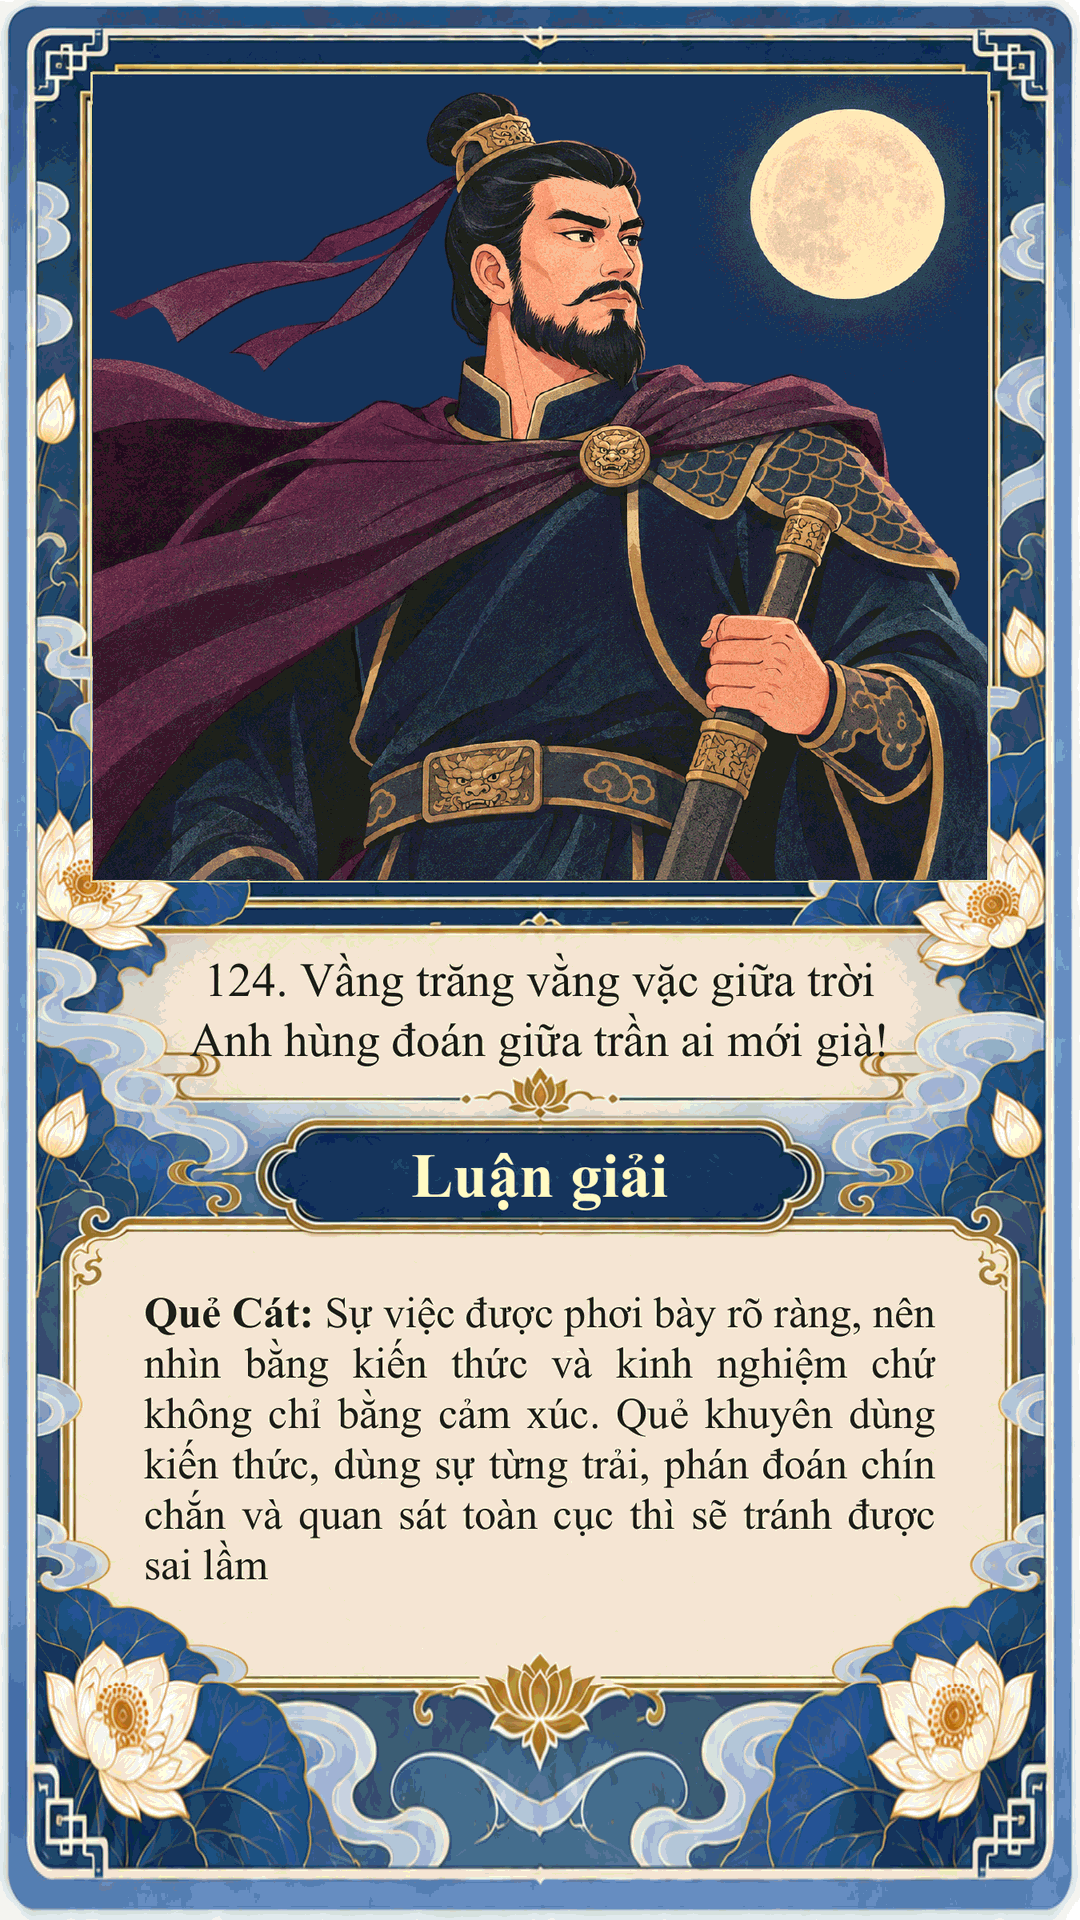 124. Vầng trăng vằng vặc giữa trời
Anh hùng đoán giữa trần ai mới già!
Luận giải
Quẻ Cát: Sự việc được phơi bày rõ ràng, nên
nhìn bằng kiến thức và kinh nghiệm chứ
không chỉ bằng cảm xúc. Quẻ khuyên dùng
kiến thức, dùng sự từng trải, phán đoán chín
chắn và quan sát toàn cục thì sẽ tránh được
sai lầm